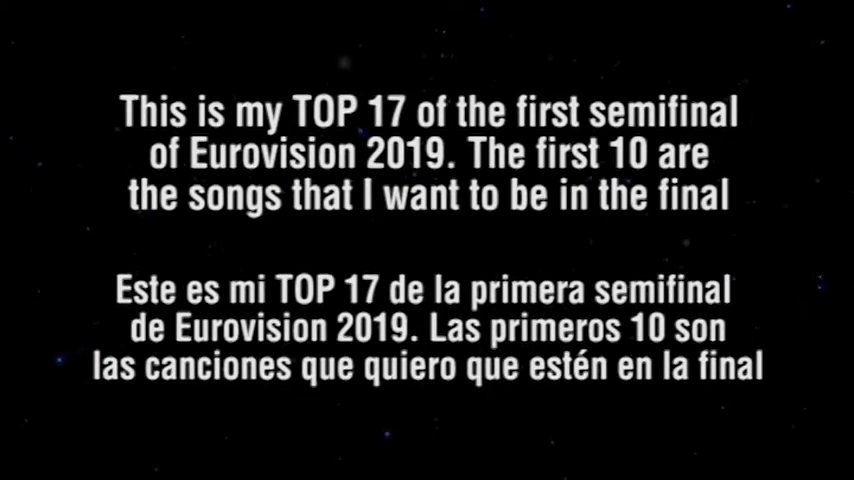 This is my TOP 17 of the first semifinal
of Eurovision 2019. The first 10 are
the songs that I want to be in the final
Este es mi TOP 17 de la primera semifinal
de Eurovision 2019. Las primeros 10 son
las canciones que quiero que estén en la final